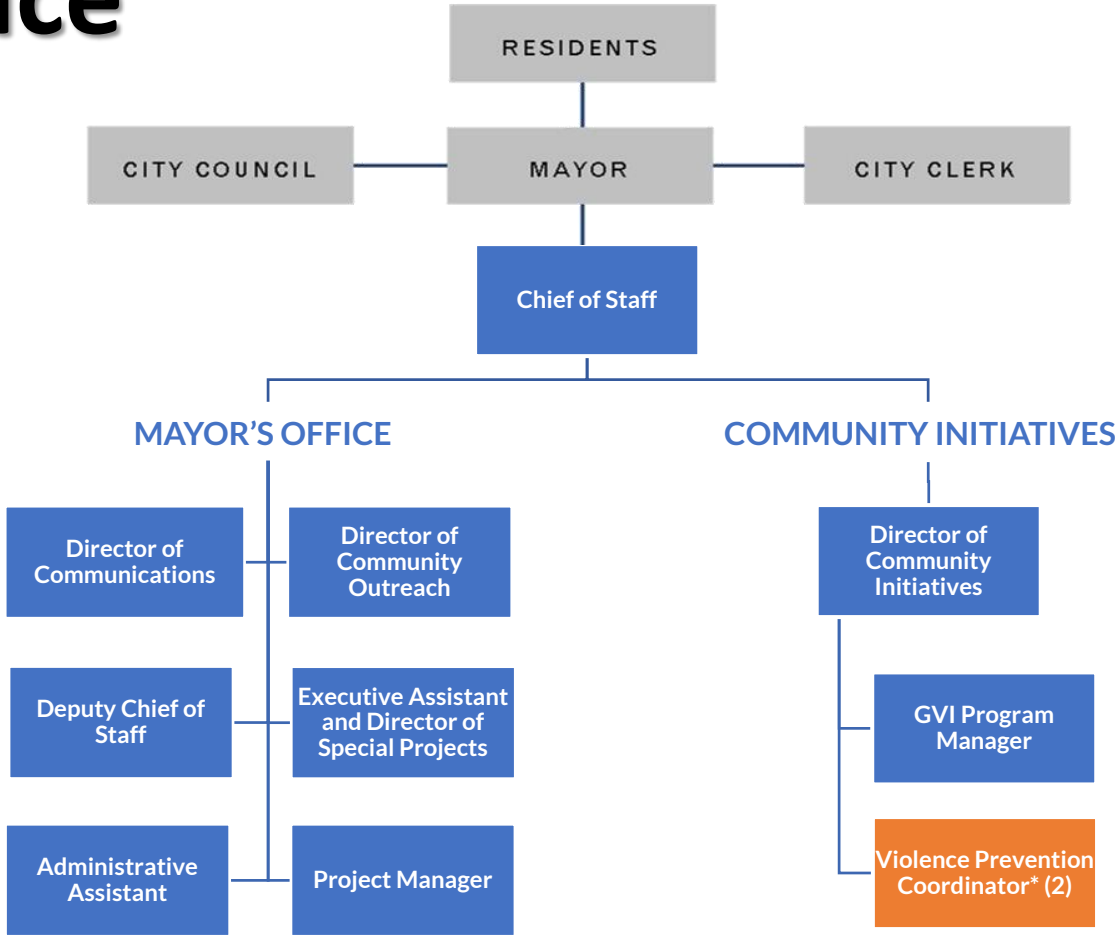 RESIDENTS
CITY COUNCIL
MAYOR
CITY CLERK
Chief of Staff
MAYOR’S OFFICE
COMMUNITY INITIATIVES
Director of
Communications
Director of
Community
Outreach
Director of
Community
Initiatives
Deputy Chief of
Staff
Executive Assistant
and Director of
Special Projects
GVI Program
Manager
Administrative
Assistant
Project Manager
Violence Prevention
Coordinator* (2)